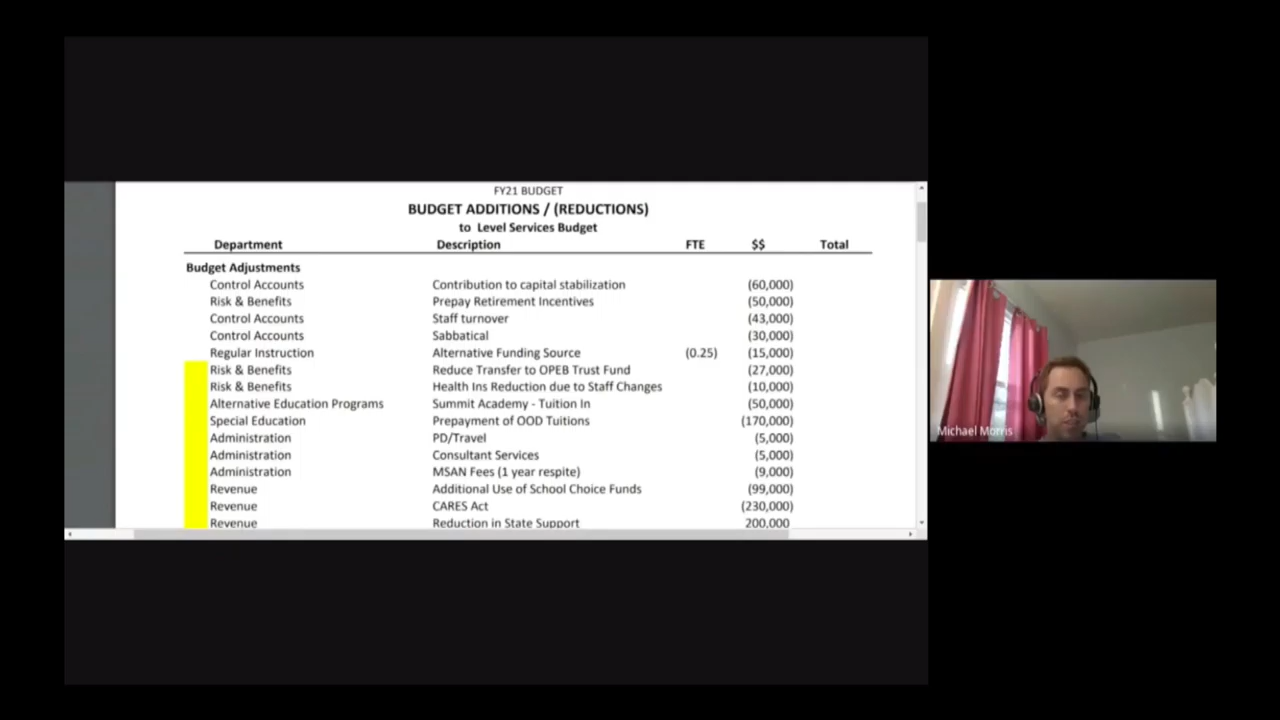 FY21 BUDGET
BUDGET ADDITIONS / (REDUCTIONS)
to Level Services Budget
Department Description FTE $$ Total
Budget Adjustments
Control Accounts Contribution to capital stabilization (60,000)
Risk & Benefits Prepay Retirement Incentives (50,000)
Control Accounts Staff turnover (43,000)
Control Accounts Sabbatical (30,000)
Regular Instruction Alternative Funding Source (0.25) (15,000)
Risk & Benefits Reduce Transfer to OPEB Trust Fund (27,000)
Risk & Benefits Health Ins Reduction due to Staff Changes (10,000)
Alternative Education Programs Summit Academy - Tuition In (50,000)
Special Education Prepayment of OOD Tuitions (170,000)
Administration PD/Travel (5,000)
Administration Consultant Services (5,000)
Administration MSAN Fees (1 year respite) (9,000)
Revenue Additional Use of School Choice Funds (99,000)
Revenue CARES Act (230,000)
Revenue Reduction in State Support 200,000
Michael Morris